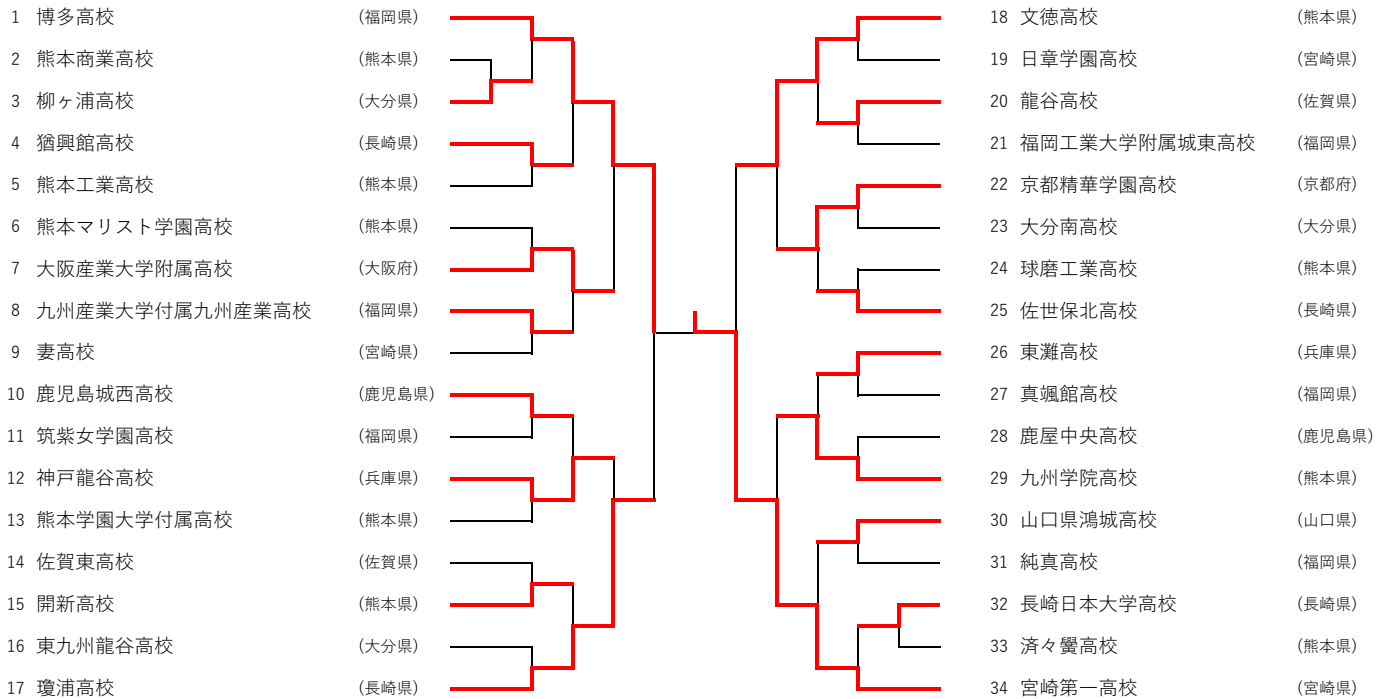 1 博多高校 (福岡県)
2 熊本商業高校 (熊本県)
3 柳ヶ浦高校 (大分県)
4 猶興館高校 (長崎県)
5 熊本工業高校 (熊本県)
6 熊本マリスト学園高校 (熊本県)
7 大阪産業大学附属高校 (大阪府)
8 九州産業大学付属九州産業高校 (福岡県)
9 妻高校 (宮崎県)
10 鹿児島城西高校 (鹿児島県)
11 筑紫女学園高校 (福岡県)
12 神戸龍谷高校 (兵庫県)
13 熊本学園大学付属高校 (熊本県)
14 佐賀東高校 (佐賀県)
15 開新高校 (熊本県)
16 東九州龍谷高校 (大分県)
17 瓊浦高校 (長崎県)
18 文徳高校 (熊本県)
19 日章学園高校 (宮崎県)
20 龍谷高校 (佐賀県)
21 福岡工業大学附属城東高校 (福岡県)
22 京都精華学園高校 (京都府)
23 大分南高校 (大分県)
24 球磨工業高校 (熊本県)
25 佐世保北高校 (長崎県)
26 東灘高校 (兵庫県)
27 真颯館高校 (福岡県)
28 鹿屋中央高校 (鹿児島県)
29 九州学院高校 (熊本県)
30 山口県鴻城高校 (山口県)
31 純真高校 (福岡県)
32 長崎日本大学高校 (長崎県)
33 済々黌高校 (熊本県)
34 宮崎第一高校 (宮崎県)